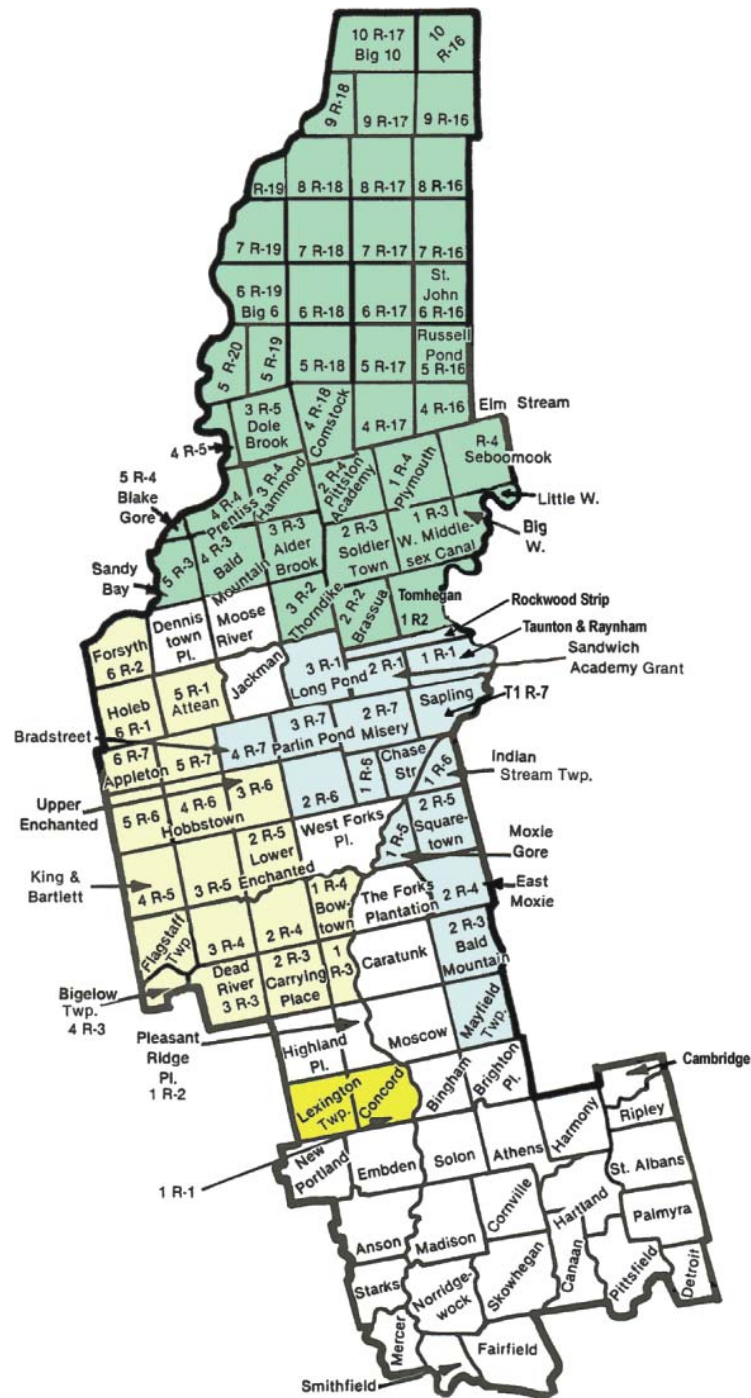 10 R-17
Big 10
10
R-16
9 R-18
9 R-17
9 R-16
R-19
8 R-18
8 R-17
8 R-16
7 R-19
7 R-18
7 R-17
7 R-16
6 R-19
Big 6
6 R-18
6 R-17
St.
John
6 R-16
5 R-20
5 R-19
5 R-18
5 R-17
Russell
Pond
5 R-16
4 R-5
3 R-5
Dole
Brook
4 R-18
Comstock
4 R-17
4 R-16
Elm Stream
5 R-4
Blake
Gore
4 R-4
Prentiss
3 R-4
Hammond
2 R-4
Pittston
Academy
1 R-4
Plymouth
R-4
Seboomcook
Little W.
Big
W.
Sandy
Bay
5 R-3
4 R-3
Bald
Mountain
3 R-3
Alder
Brook
2 R-3
Soldier
Town
1 R-3
W. Middle-
sex Canal
3 R-2
Thorndike
2 R-2
Brassua
Tomhegan
1 R2
Rockwood Strip
Taunton & Raynham
Sandwich
Academy Grant
Forsyth
6 R-2
Dennis
town
Pl.
Moose
River
Jackman
3 R-1
Long Pond
2 R-1
1 R-1
Holeb
6 R-1
5 R-1
Attean
Sapling
T1 R-7
Bradstreet
6 R-7
Appleton
5 R-7
4 R-7
3 R-7
Parlin Pond
2 R-7
Misery
Chase
Str.
1 R-6
1 R-6
Indian
Stream Twp.
Upper
Enchanted
5 R-6
4 R-6
Hobbstown
3 R-6
2 R-6
West Forks
Pl.
1 R-5
2 R-5
Square-
town
Moxie
Gore
King &
Bartlett
4 R-5
3 R-5
2 R-5
Lower
Enchanted
1 R-4
Bow-
town
The Forks
Plantation
2 R-4
East
Moxie
Flagstaff
Twp.
3 R-4
2 R-4
2 R-3
Bald
Mountain
Bigelow
Twp.
4 R-3
Dead
River
3 R-3
2 R-3
Carrying
Place
1
R-3
Caratunk
Mayfield
Twp.
Pleasant
Ridge
Pl.
1 R-2
Highland
Pl.
Moscow
Lexington
Twp.
Concord
Bingham
Brighton
Pl.
Cambridge
1 R-1
New
Portland
Embden
Solon
Athens
Harmony
Ripley
St. Albans
Anson
Madison
Cornville
Hartland
Palmyra
Starks
Norridge-
wock
Skowhegan
Canaan
Pittsfield
Detroit
Mercer
Smithfield
Fairfield